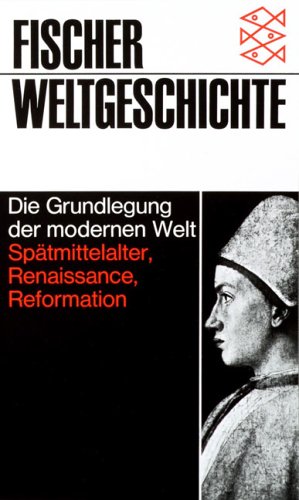 FISCHER
WELTGESCHICHTE
Die Grundlegung
der modernen Welt
Spätmittelalter,
Renaissance,
Reformation